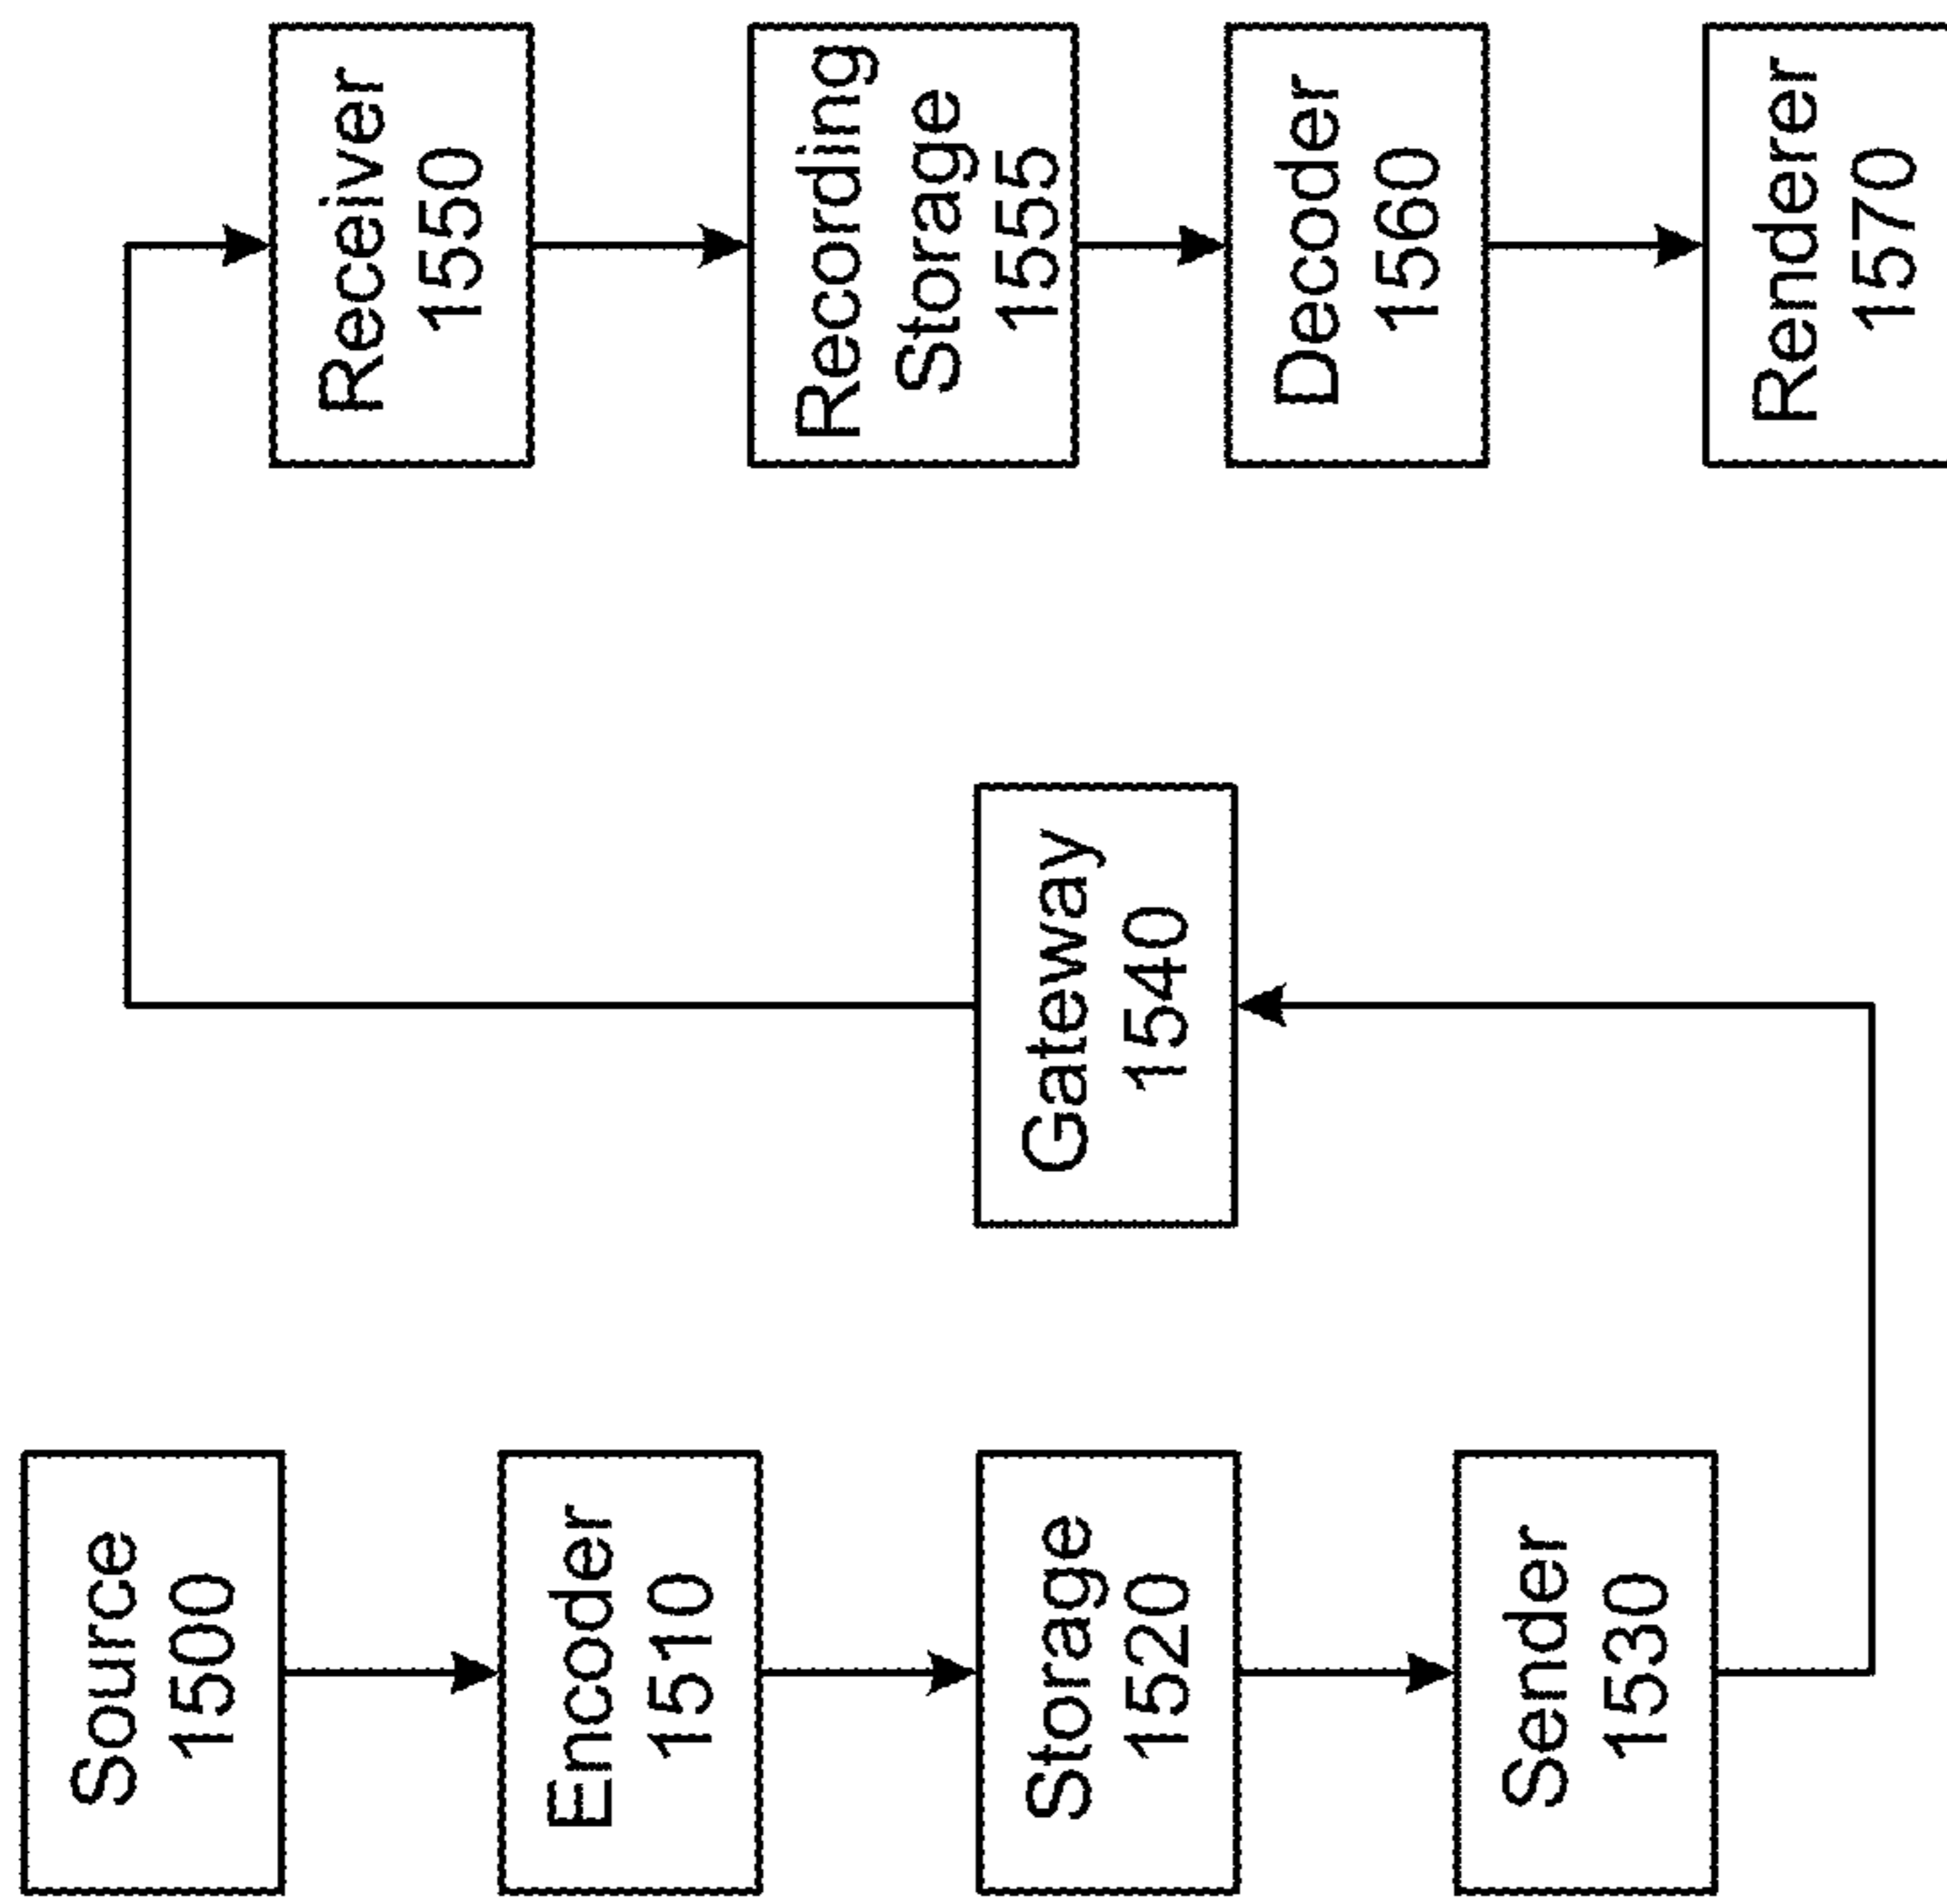 Source
1500
Encoder
1510
Storage
1520
Sender
1530
Gateway
1540
Receiver
1550
Recording
Storage
1555
Decoder
1560
Renderer
1570